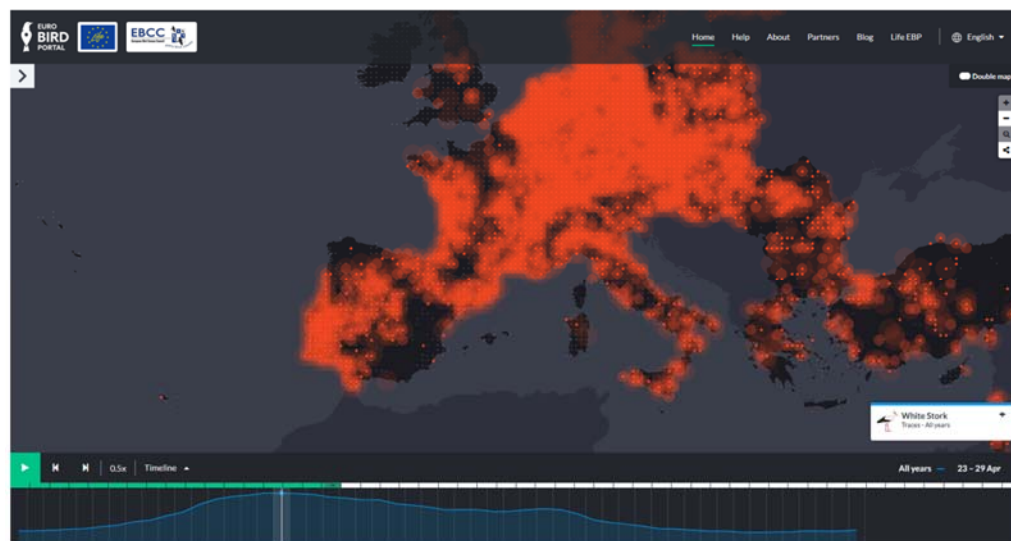 EURO
BIRD
PORTAL
EBCC
Home Help About Partners Blog Life EBP English
Double map
White Stork
Traces - All years
0.5x Timeline All years 23 – 29 Apr